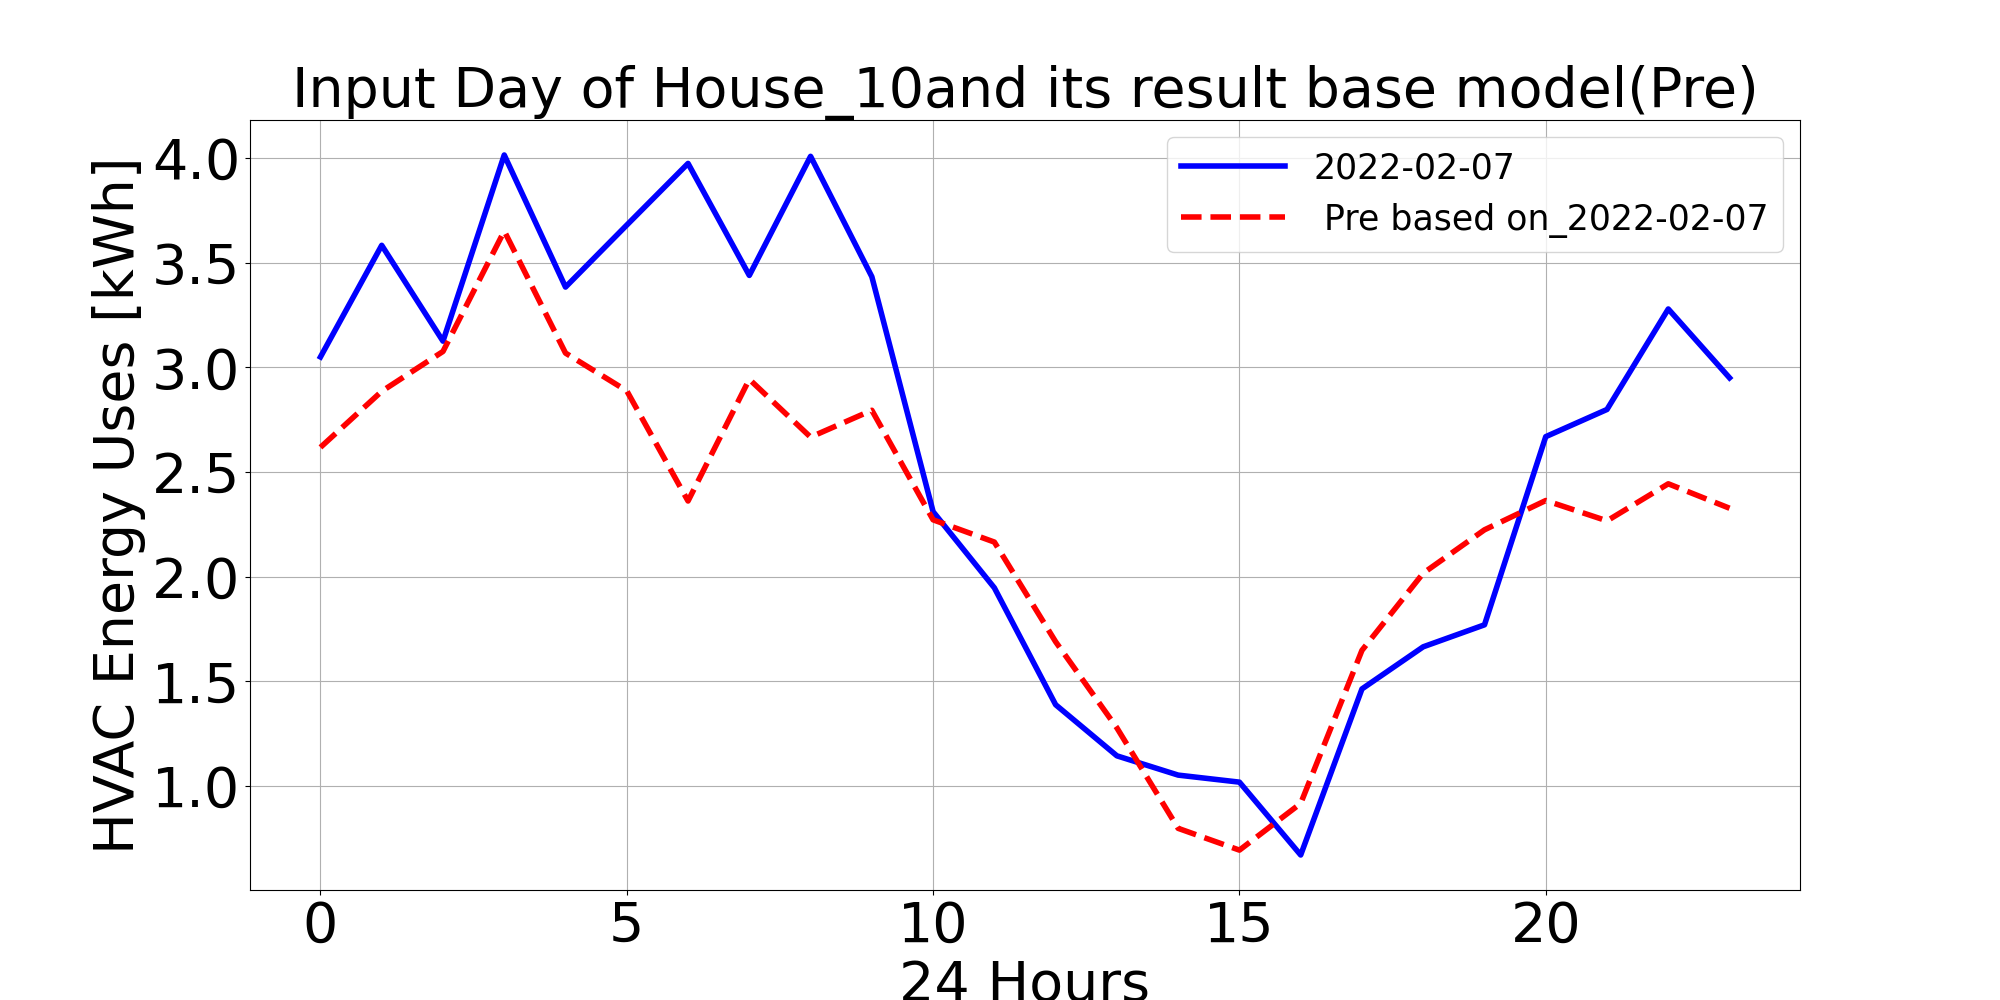 Input Day of House_10and its result base model(Pre)
2022-02-07
Pre based on_2022-02-07
HVAC Energy Uses [kWh]
4.0
3.5
3.0
2.5
2.0
1.5
1.0
0 5 10 15 20
24 Hours